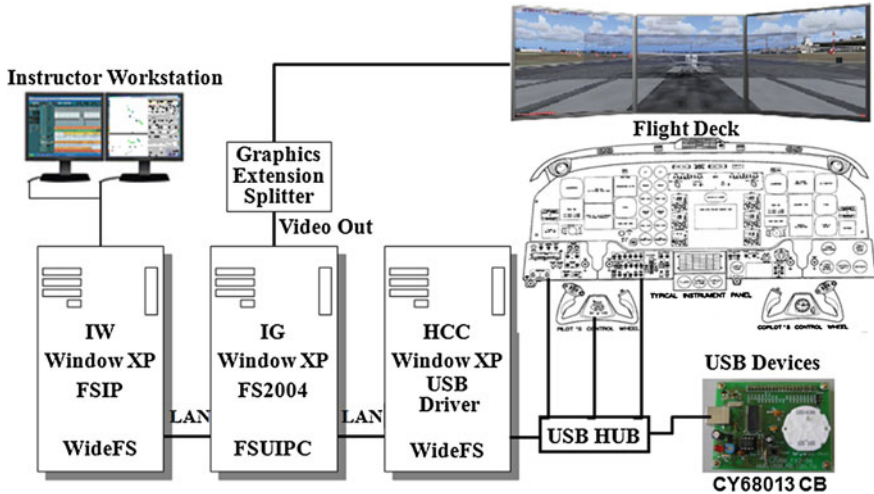 Instructor Workstation
Flight Deck
Graphics
Extension
Splitter
Video Out
TYPICAL INSTRUMENT PANEL
PILOT'S CONTROL WHEEL
COPILOT'S CONTROL WHEEL
IW
Window XP
FSIP
WideFS
LAN
IG
Window XP
FS2004
FSUIPC
LAN
HCC
Window XP
USB
Driver
WideFS
USB HUB
USB Devices
CY68013 CB